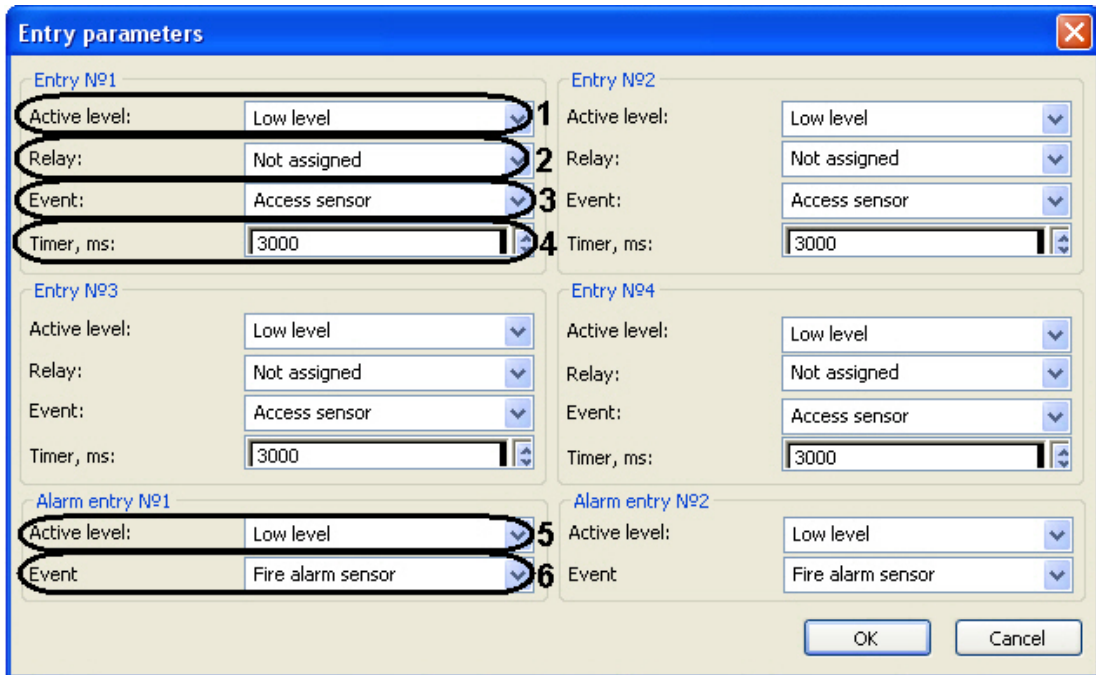 Entry parameters
Entry Nº1
Active level: Low level 1
Relay: Not assigned 2
Event: Access sensor 3
Timer, ms: 3000 4
Entry Nº2
Active level: Low level
Relay: Not assigned
Event: Access sensor
Timer, ms: 3000
Entry Nº3
Active level: Low level
Relay: Not assigned
Event: Access sensor
Timer, ms: 3000
Entry Nº4
Active level: Low level
Relay: Not assigned
Event: Access sensor
Timer, ms: 3000
Alarm entry Nº1
Active level: Low level 5
Event Fire alarm sensor 6
Alarm entry Nº2
Active level: Low level
Event Fire alarm sensor
OK Cancel